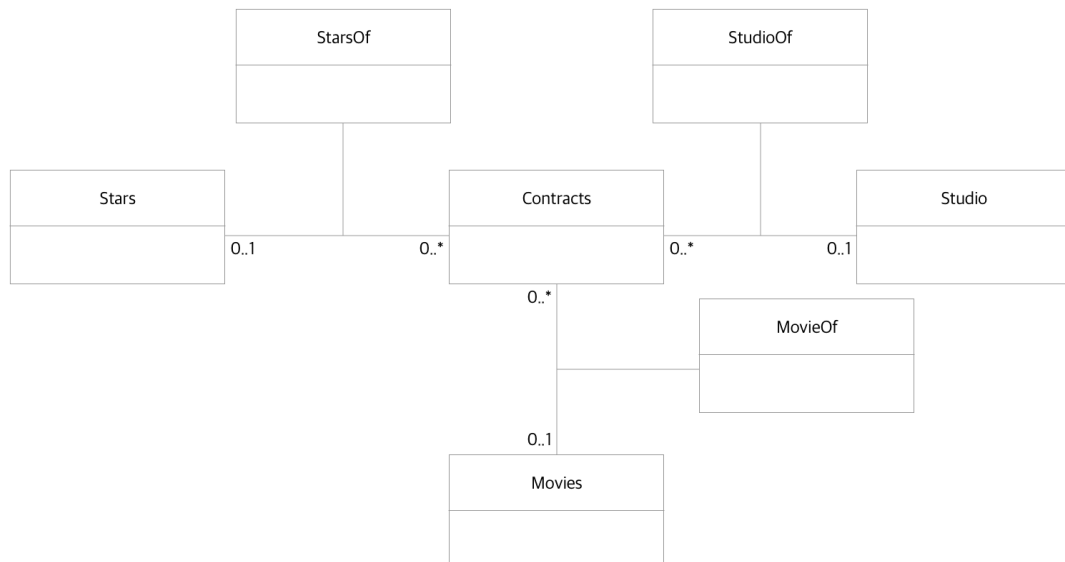 StarsOf
StudioOf
Stars
Contracts
Studio
0..1
0..*
0..*
0..1
0..*
MovieOf
0..1
Movies